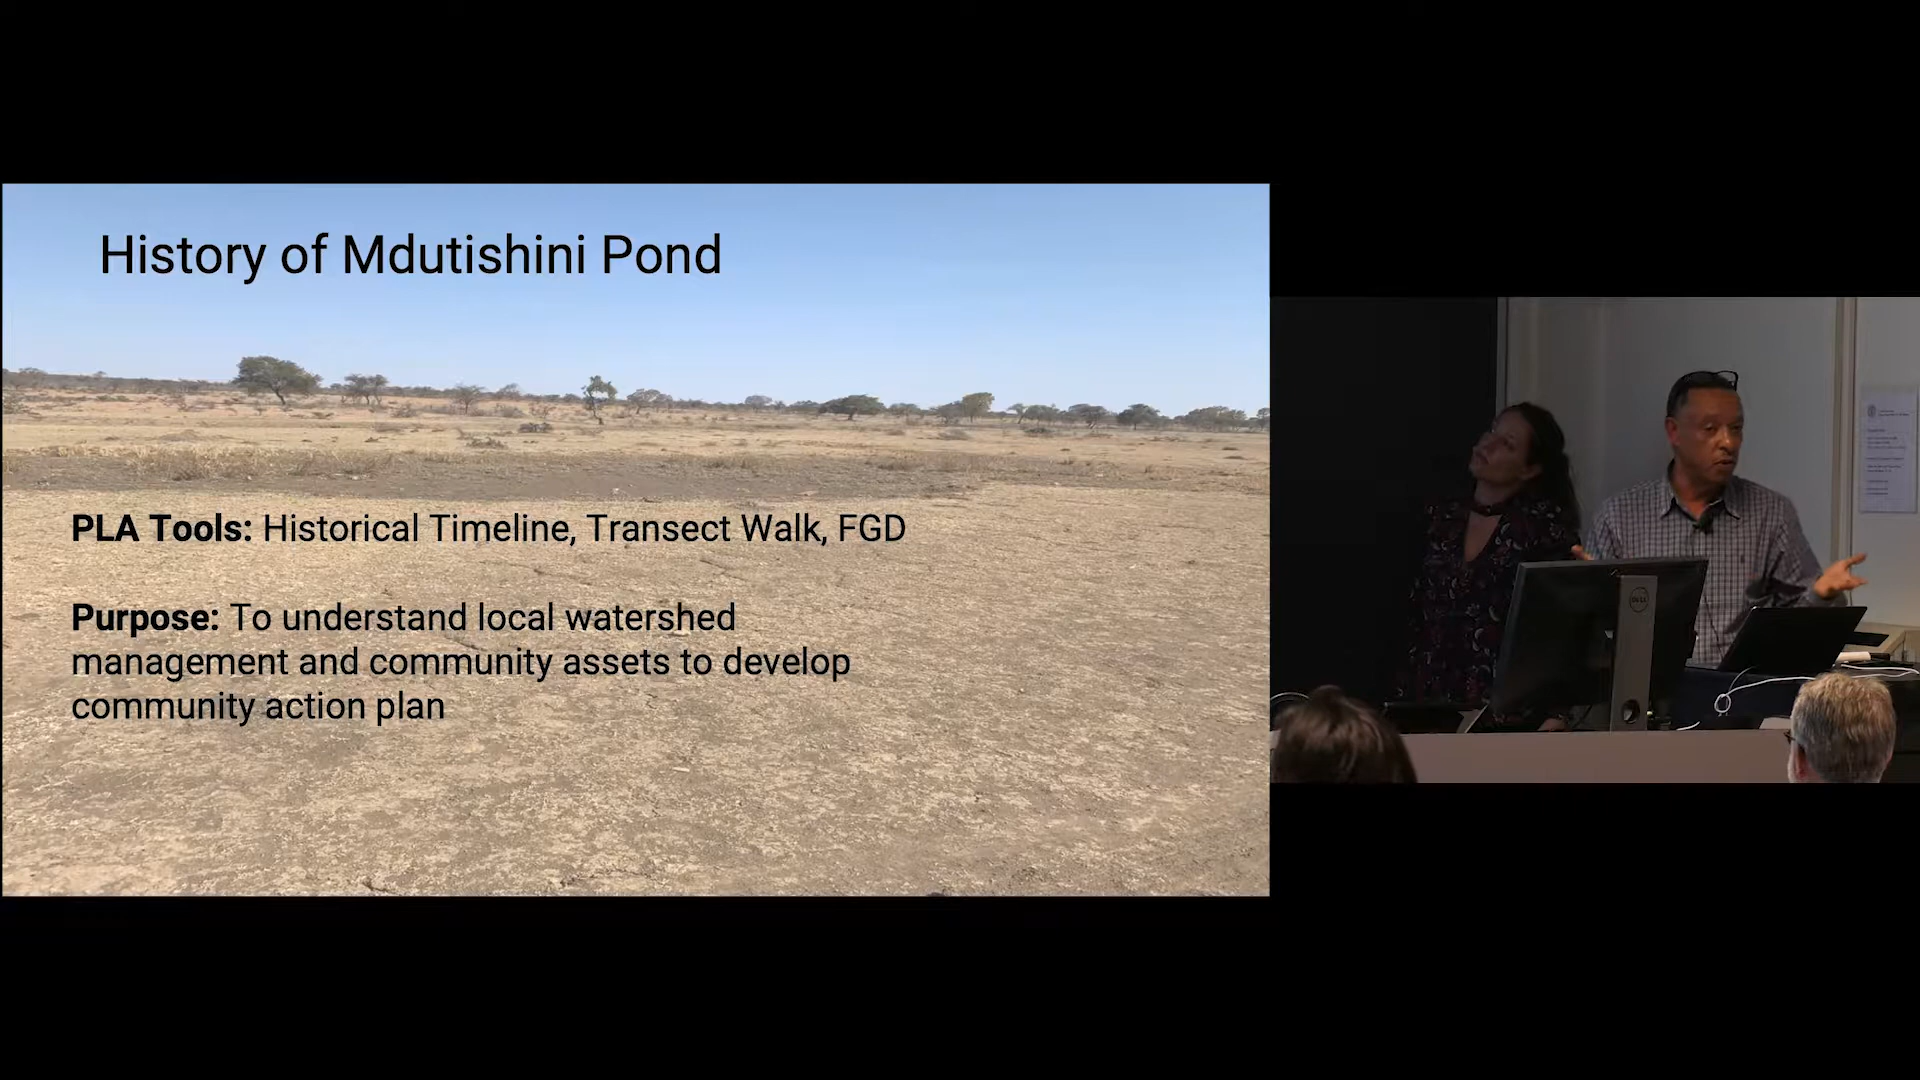 History of Mdutishini Pond
PLA Tools: Historical Timeline, Transect Walk, FGD
Purpose: To understand local watershed
management and community assets to develop
community action plan
DELL